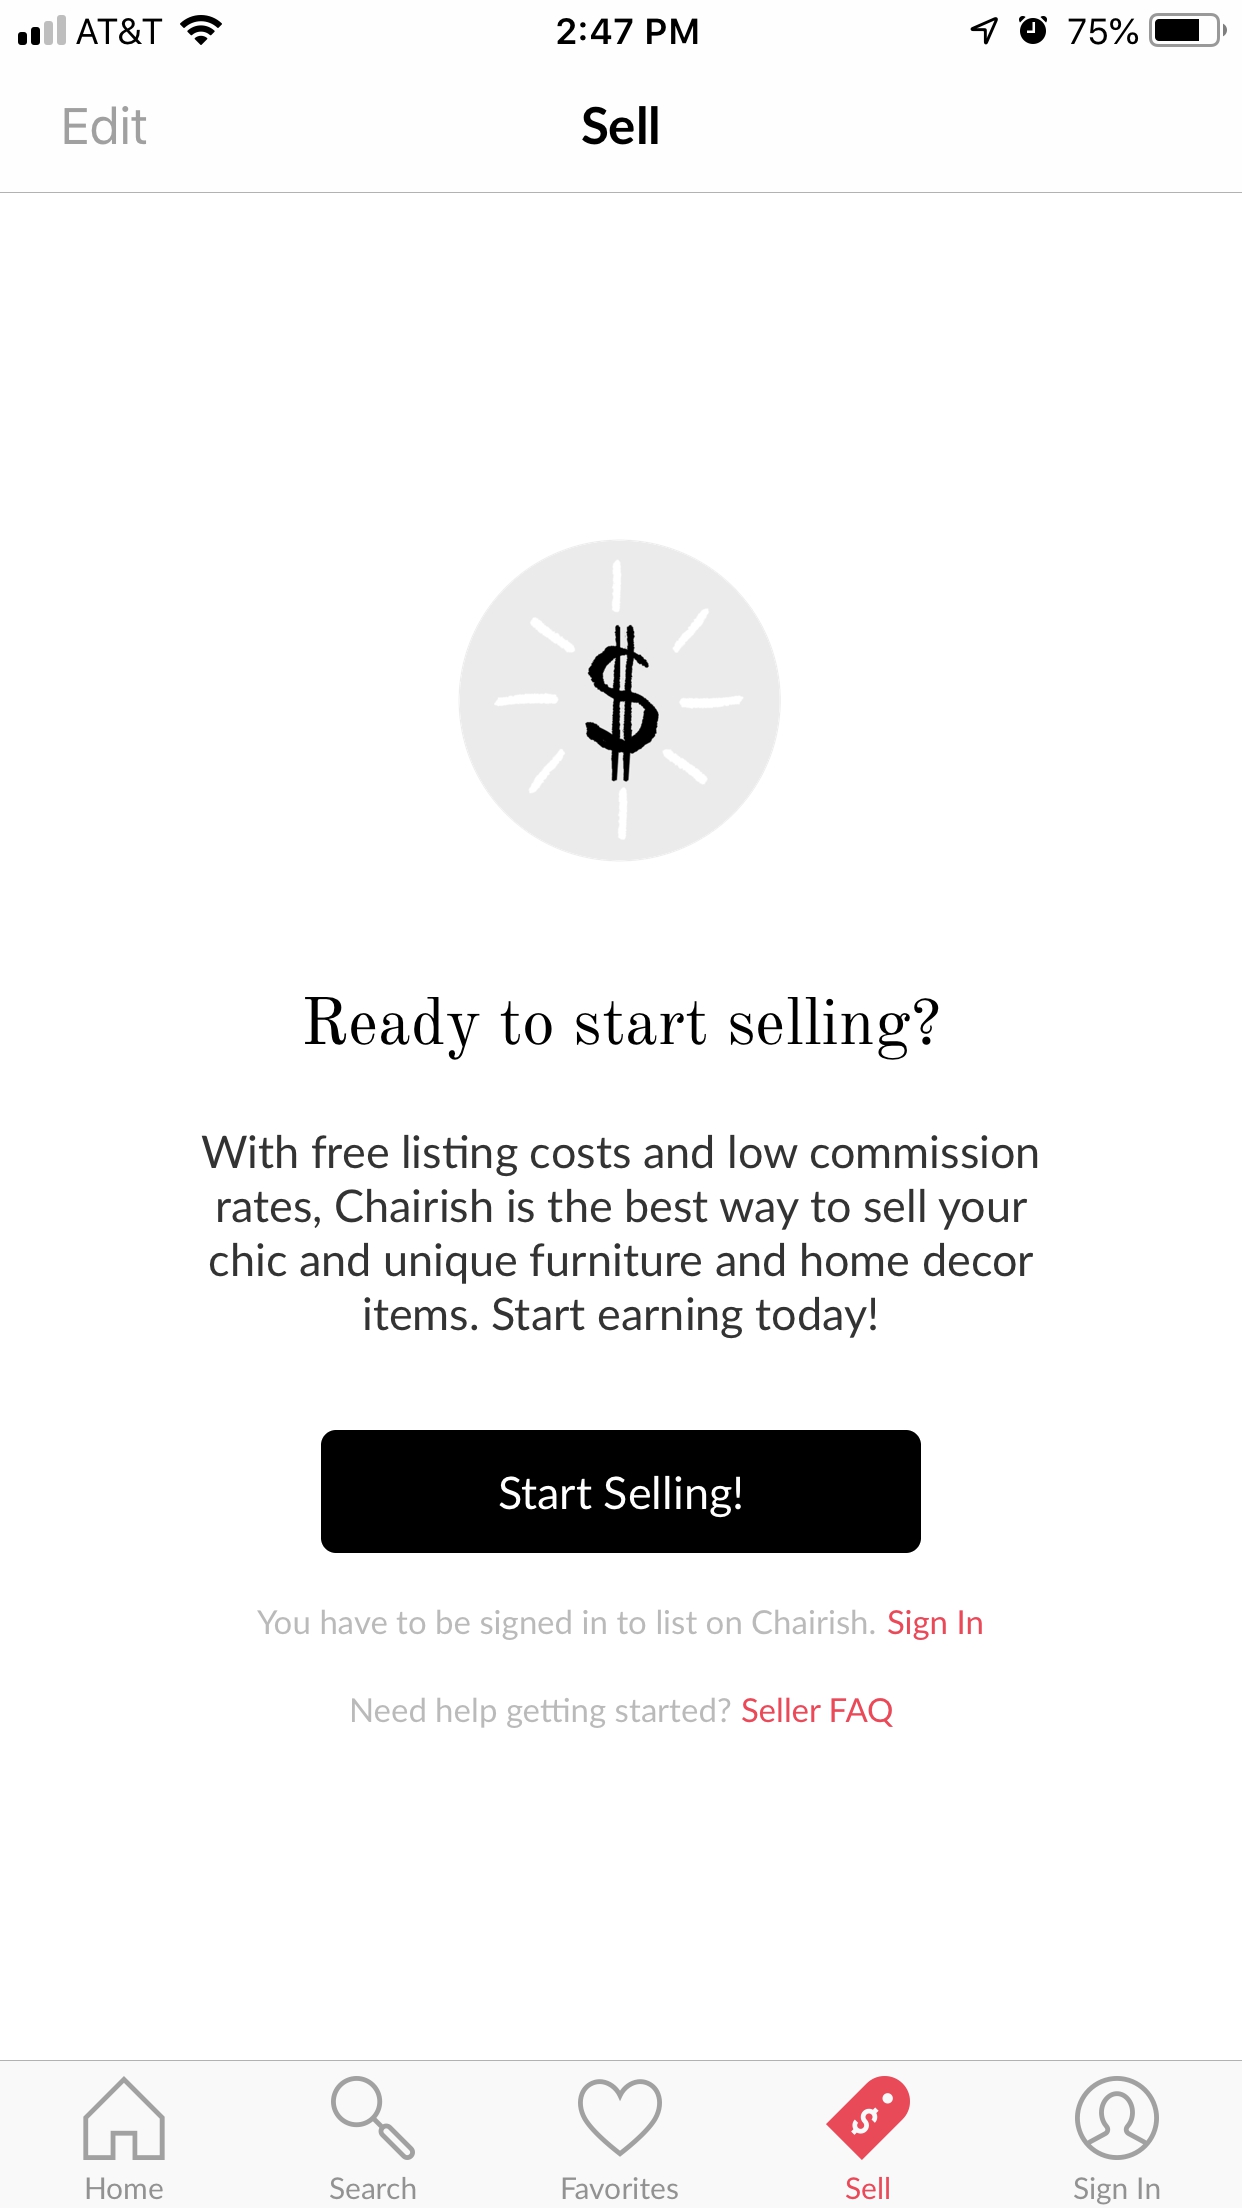 AT&T 2:47 PM 75%
Edit Sell
$
Ready to start selling?
With free listing costs and low commission
rates, Chairish is the best way to sell your
chic and unique furniture and home decor
items. Start earning today!
Start Selling!
You have to be signed in to list on Chairish. Sign In
Need help getting started? Seller FAQ
$
Home Search Favorites Sell Sign In